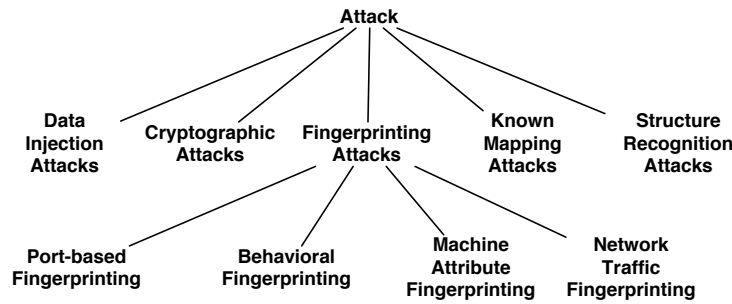 Attack
Data
Injection
Attacks
Cryptographic
Attacks
Fingerprinting
Attacks
Known
Mapping
Attacks
Structure
Recognition
Attacks
Port-based
Fingerprinting
Behavioral
Fingerprinting
Machine
Attribute
Fingerprinting
Network
Traffic
Fingerprinting